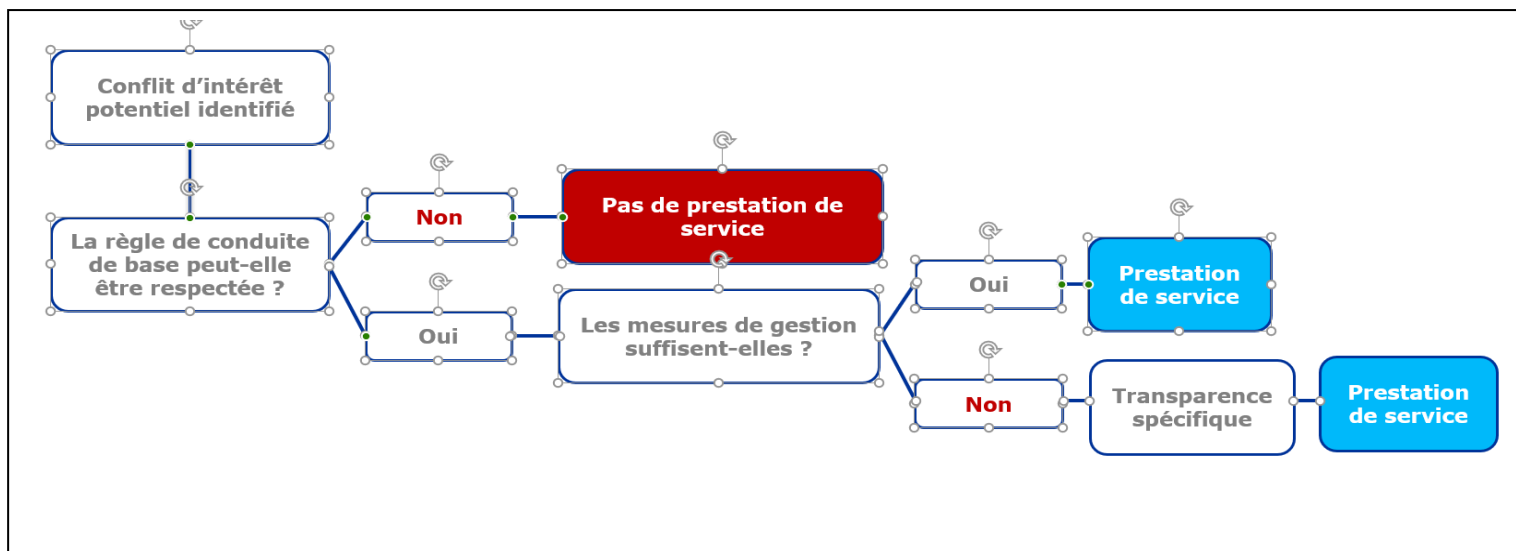 Conflit d'intérêt
potentiel identifié
La règle de conduite
de base peut-elle
être respectée ?
Non
Pas de prestation de
service
Oui
Les mesures de gestion
suffisent-elles ?
Oui
Prestation
de service
Non
Transparence
spécifique
Prestation
de service